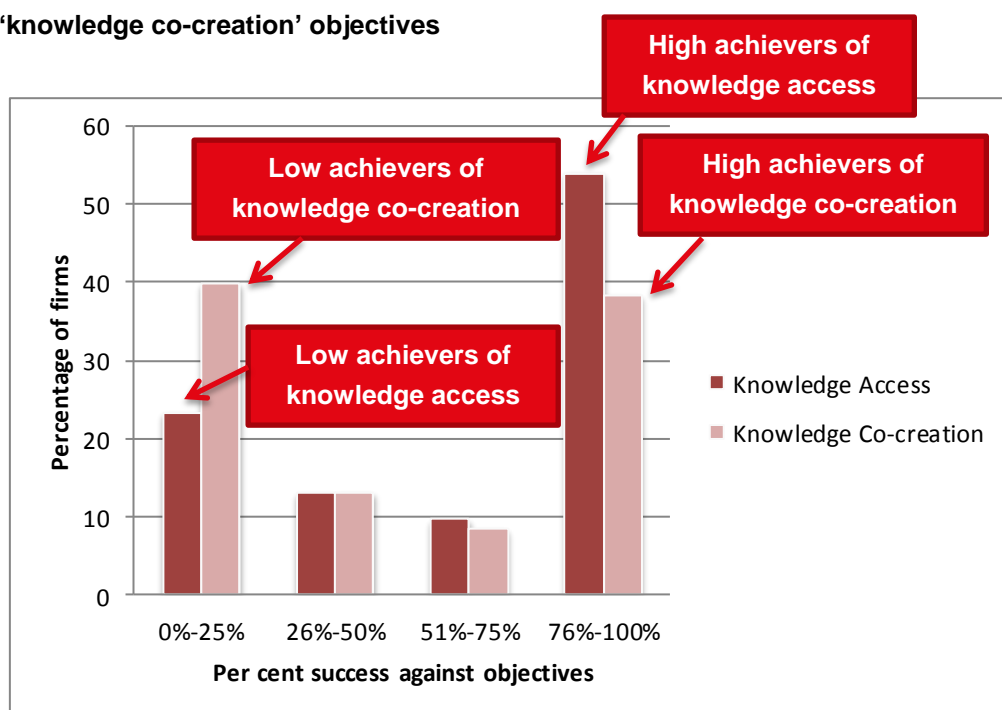 ‘knowledge co-creation’ objectives
High achievers of
knowledge access
Low achievers of
knowledge co-creation
High achievers of
knowledge co-creation
Low achievers of
knowledge access
Percentage of firms
60
50
40
30
20
10
0
0%-25% 26%-50% 51%-75% 76%-100%
Per cent success against objectives
Knowledge Access
Knowledge Co-creation